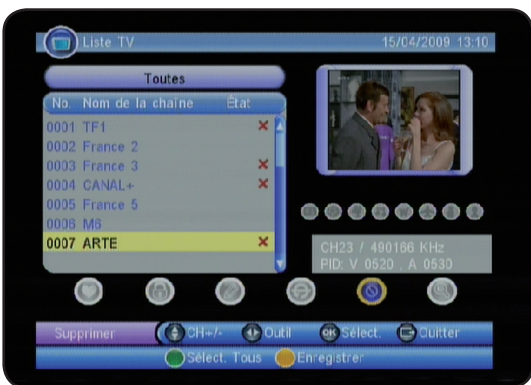 Liste TV 15/04/2009 13:10
Toutes
No. Nom de la chaîne État
0001 TF1 ×
0002 France 2
0003 France 3 ×
0004 CANAL+ ×
0005 France 5
0006 M6
0007 ARTE ×
CH23 / 490166 KHz
PID: V 0520 , A 0530
Supprimer CH+/- Outil OK Sélect. Quitter
Sélect. Tous Enregistrer